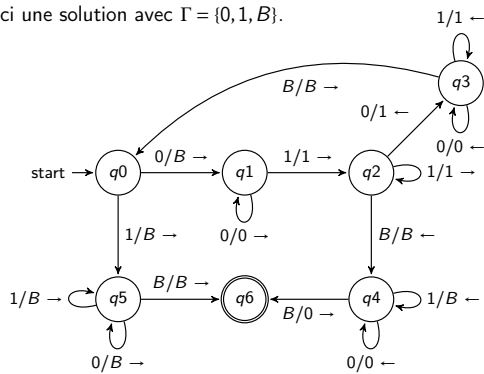 ci une solution avec Γ = {0, 1, B}.
1/1 ←
q3
B/B →
0/1 ←
0/0 ←
start
q0
0/B →
q1
1/1 →
q2
1/1 →
0/0 →
1/B →
B/B ←
1/B →
q5
B/B →
q6
B/0 →
q4
1/B ←
0/B →
0/0 ←